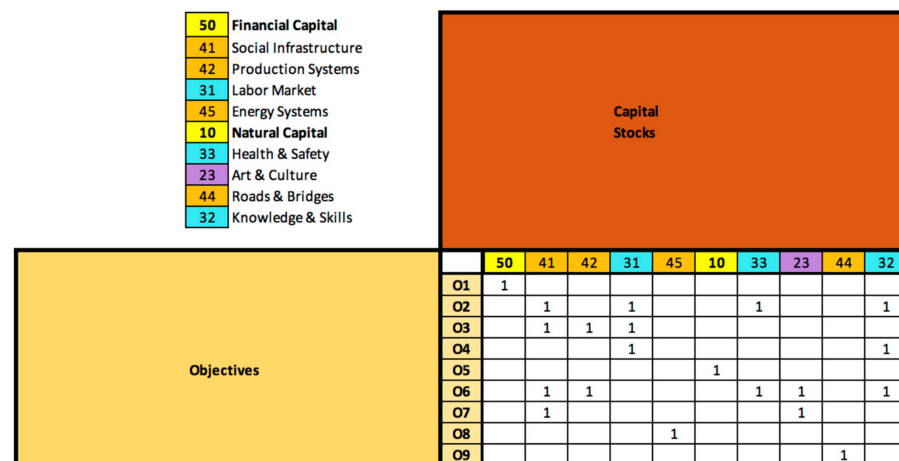 50 Financial Capital
41 Social Infrastructure
42 Production Systems
31 Labor Market
45 Energy Systems
10 Natural Capital
33 Health & Safety
23 Art & Culture
44 Roads & Bridges
32 Knowledge & Skills
Capital
Stocks
Objectives
50 41 42 31 45 10 33 23 44 32
O1 1
O2 1 1 1 1
O3 1 1 1
O4 1 1
O5 1
O6 1 1 1 1 1
O7 1 1
O8 1
O9 1